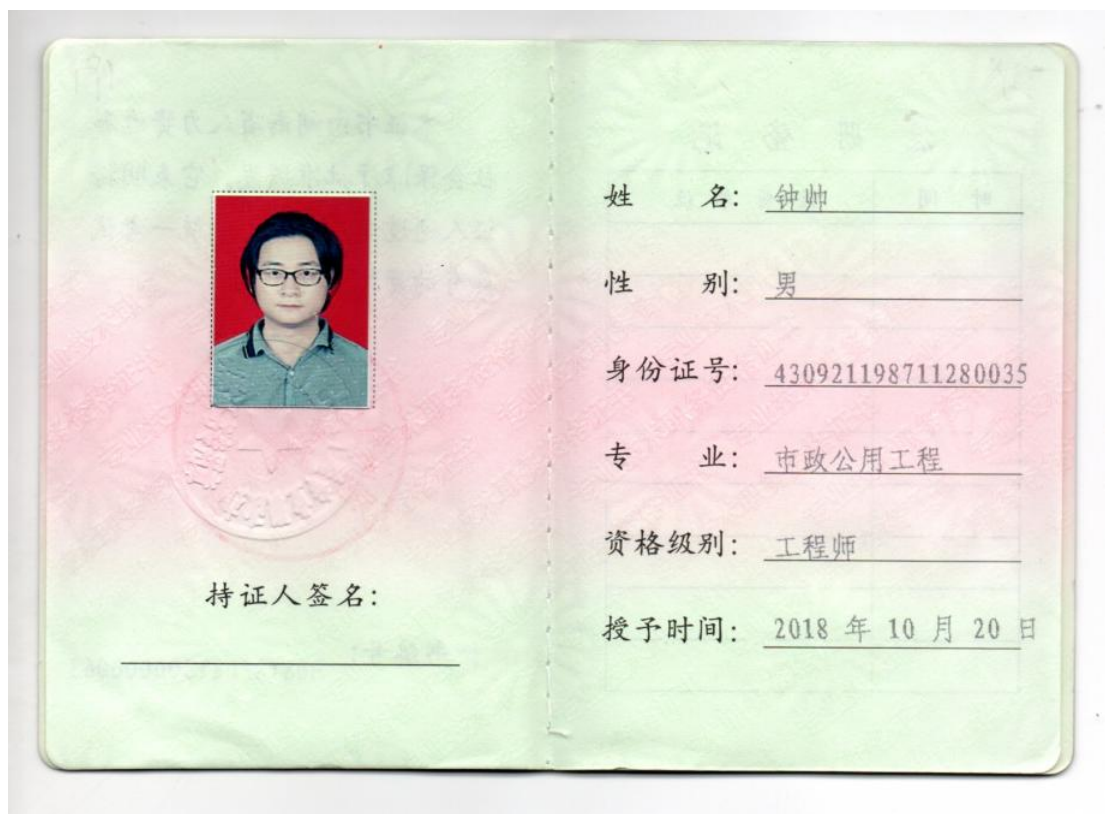 持证人签名:
姓 名: 钟帅
性 别: 男
身份证号: 430921198711280035
专 业: 市政公用工程
资格级别: 工程师
授予时间: 2018 年 10 月 20 日